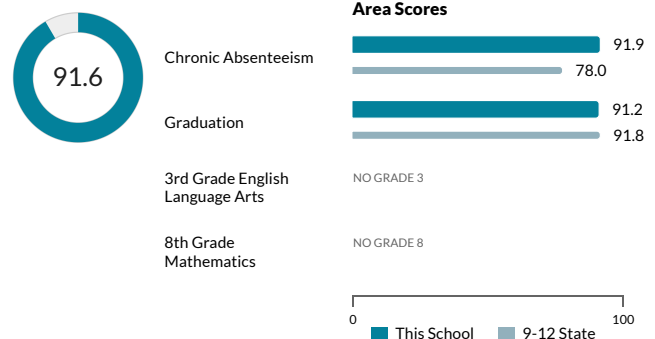 Area Scores
91.6
Chronic Absenteeism
91.9
78.0
Graduation
91.2
91.8
3rd Grade English
Language Arts
NO GRADE 3
8th Grade
Mathematics
NO GRADE 8
0
100
This School
9-12 State